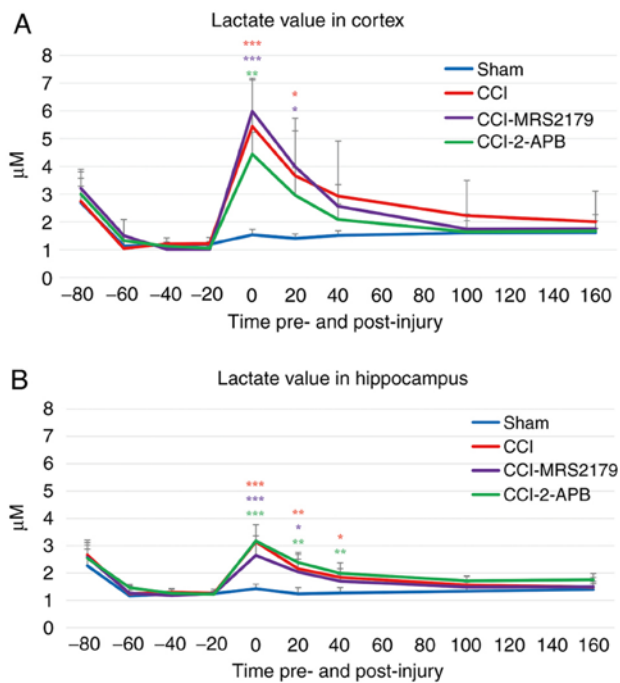 A
Lactate value in cortex
8
7
6
5
4
3
2
1
0
μM
***
***
**
*
*
Sham
CCI
CCI-MRS2179
CCI-2-APB
−80 −60 −40 −20 0 20 40 60 80 100 120 140 160
Time pre- and post-injury
B
Lactate value in hippocampus
8
7
6
5
4
3
2
1
0
μM
***
***
***
**
*
**
*
**
Sham
CCI
CCI-MRS2179
CCI-2-APB
−80 −60 −40 −20 0 20 40 60 80 100 120 140 160
Time pre- and post-injury